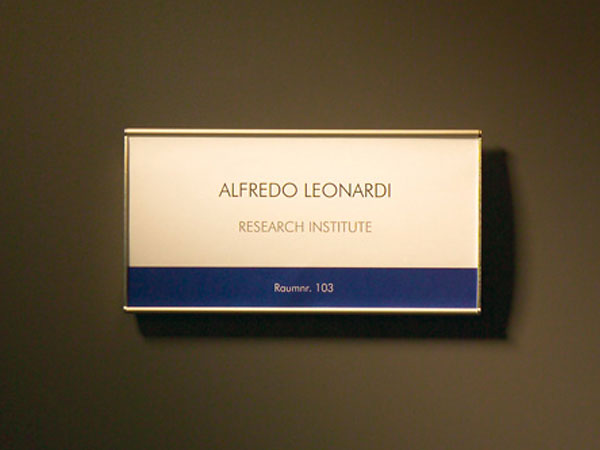 ALFREDO LEONARDI
RESEARCH INSTITUTE
Raumnr. 103